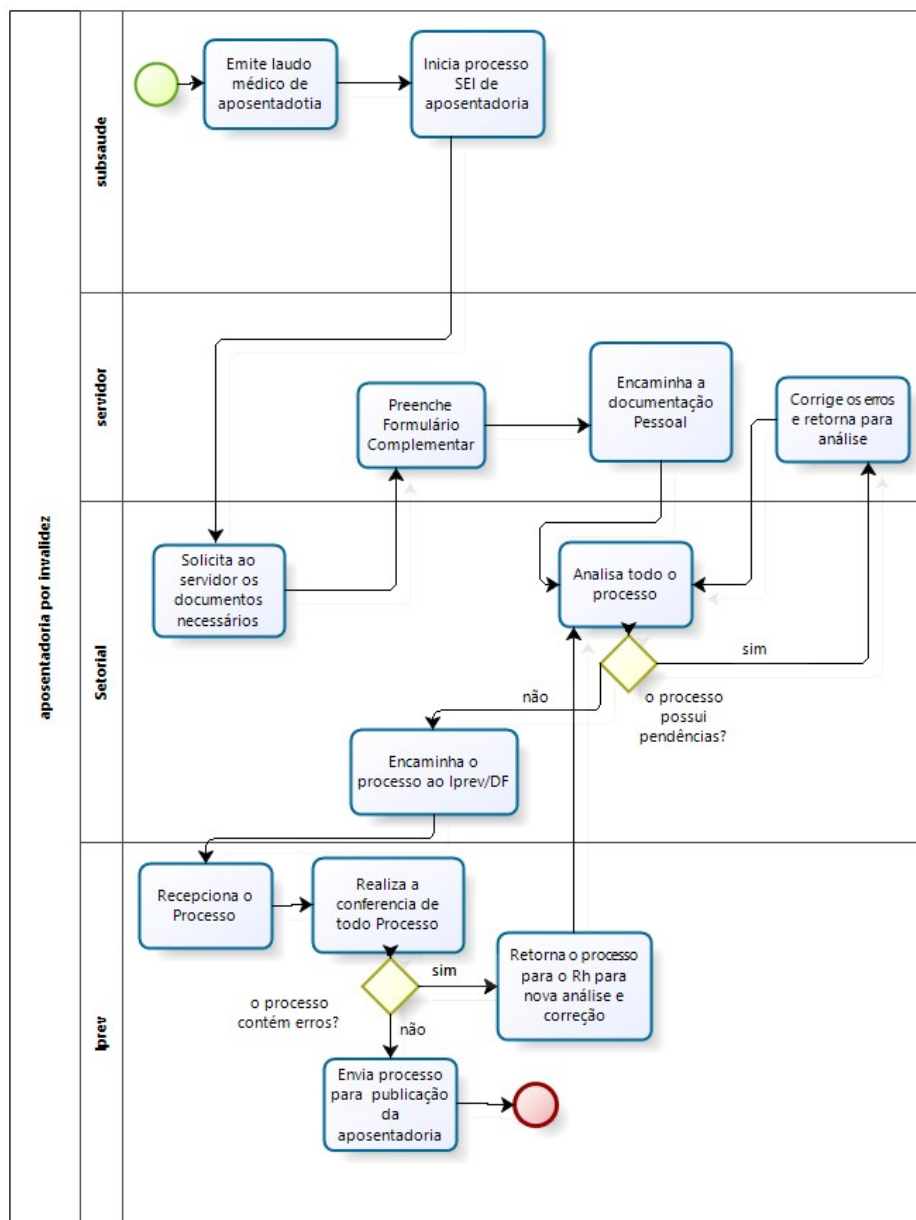 aposentadoria por invalidez
subsaude
Emite laudo
médico de
aposentadotia
Inicia processo
SEI de
aposentadoria
servidor
Preenche
Formulário
Complementar
Encaminha a
documentação
Pessoal
Corrige os erros
e retorna para
análise
Setorial
Solicita ao
servidor os
documentos
necessários
Analisa todo o
processo
sim
não
o processo
possui
pendências?
Encaminha o
processo ao Iprev/DF
Iprev
Recepciona o
Processo
Realiza a
conferencia de
todo Processo
sim
o processo
contém erros?
não
Retorna o processo
para o Rh para
nova análise e
correção
Envia processo
para publicação
da
aposentadoria